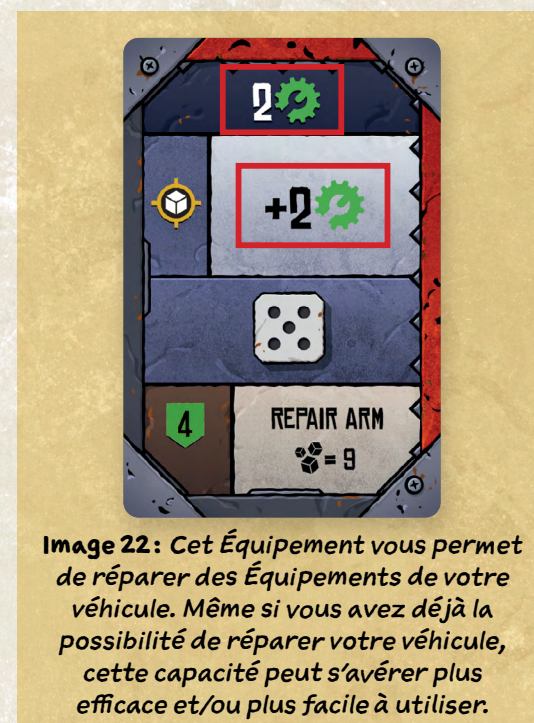 2
+2
4
REPAIR ARM
= 9
Image 22: Cet Équipement vous permet
de réparer des Équipements de votre
véhicule. Même si vous avez déjà la
possibilité de réparer votre véhicule,
cette capacité peut s'avérer plus
efficace et/ou plus facile à utiliser.